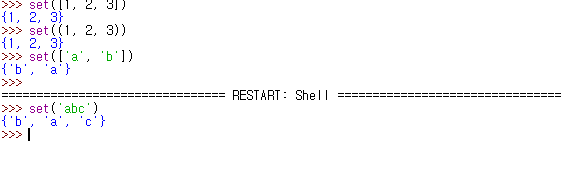 >>> set([1, 2, 3])
{1, 2, 3}
>>> set((1, 2, 3))
{1, 2, 3}
>>> set(['a', 'b'])
{'b', 'a'}
>>>
================================ RESTART: Shell ================================
>>> set('abc')
{'b', 'a', 'c'}
>>>